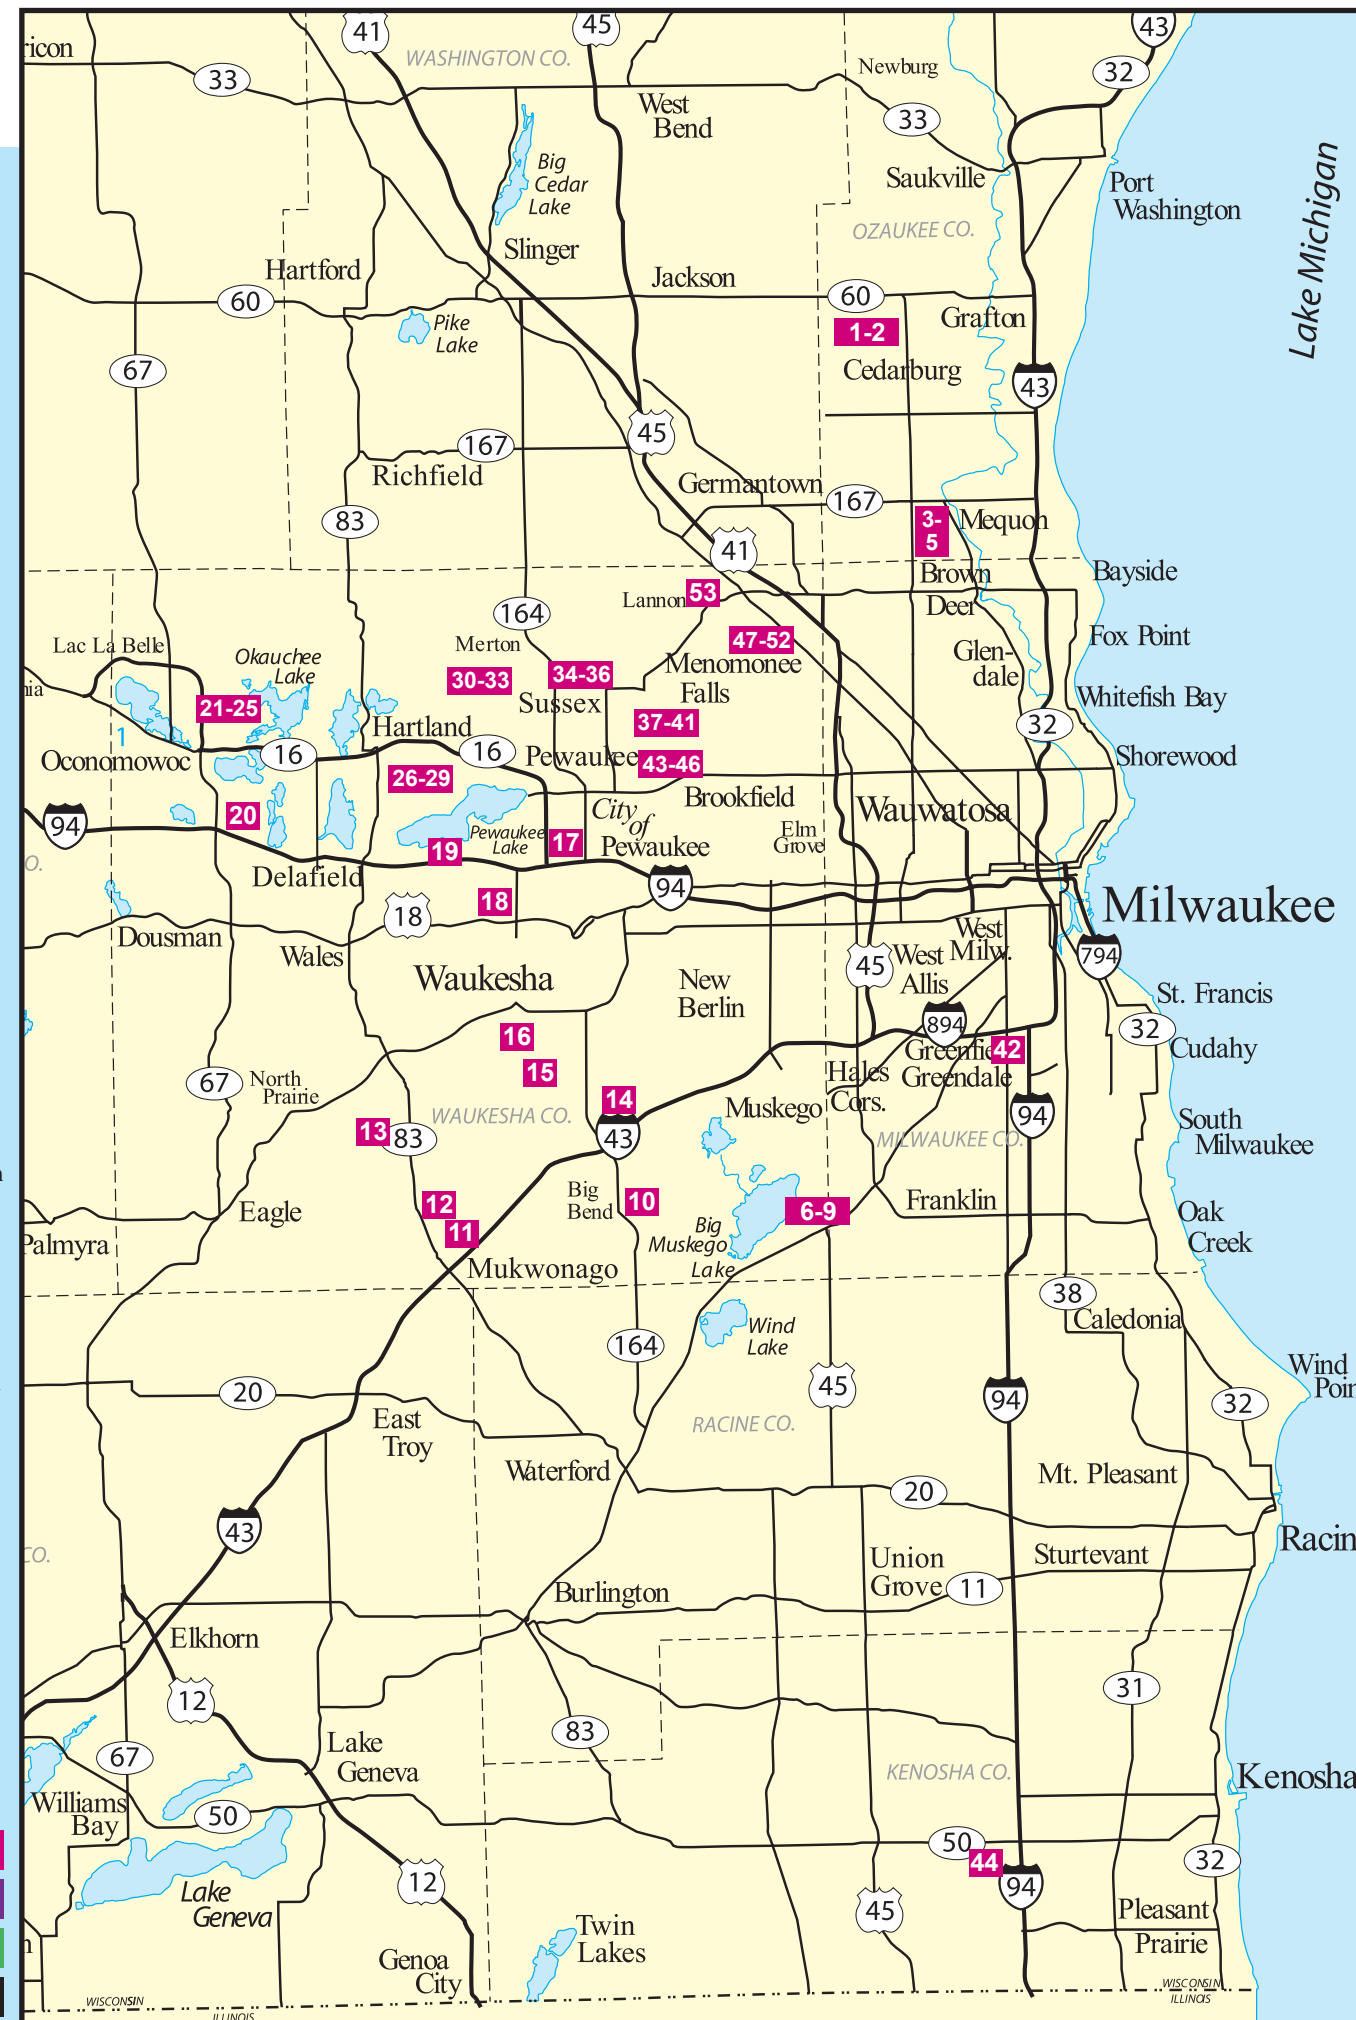 41
45
43
ricon
WASHINGTON CO.
33
Newburg
32
West
Bend
33
Big
Cedar
Lake
Saukville
Port
Washington
Lake Michigan
OZAUKEE CO.
Slinger
Hartford
Jackson
60
60
Grafton
1-2
Pike
Lake
67
Cedarburg
43
45
167
Richfield
Germantown
167
83
3-
5
Mequon
41
Brown
Deer
Bayside
Lannon
53
164
Merton
47-52
Fox Point
Lac La Belle
Okauchee
Lake
Menomonee
Falls
Glen-
dale
30-33
34-36
Sussex
nia
21-25
Whitefish Bay
Hartland
37-41
32
1
Oconomowoc
16
16
Pewaukee
43-46
Shorewood
26-29
Brookfield
20
City
of
Pewaukee
Wauwatosa
94
Pewaukee
Lake
17
Elm
Grove
19
O.
Delafield
94
18
18
Milwaukee
Dousman
Wales
West
Milw.
Waukesha
New
Berlin
45
West
Allis
794
St. Francis
16
894
32
42
Greenfie
Greendale
Cudahy
15
67
North
Prairie
Hales
Cors.
14
WAUKESHA CO.
Muskego
94
13
83
43
MILWAUKEE CO.
South
Milwaukee
12
Big
Bend
10
6-9
Franklin
Eagle
11
Big
Muskego
Lake
Oak
Creek
Palmyra
Mukwonago
38
Caledonia
Wind
Lake
164
Wind
Poin
20
45
94
32
East
Troy
RACINE CO.
Waterford
Mt. Pleasant
20
43
Racin
CO.
Union
Grove
11
Sturtevant
Burlington
Elkhorn
12
31
83
67
Lake
Geneva
KENOSHA CO.
Kenosha
Williams
Bay
50
50
44
32
12
94
Lake
Geneva
45
Pleasant
Prairie
Twin
Lakes
Genoa
City
WISCONSIN
ILLINOIS
WISCONSIN
ILLINOIS